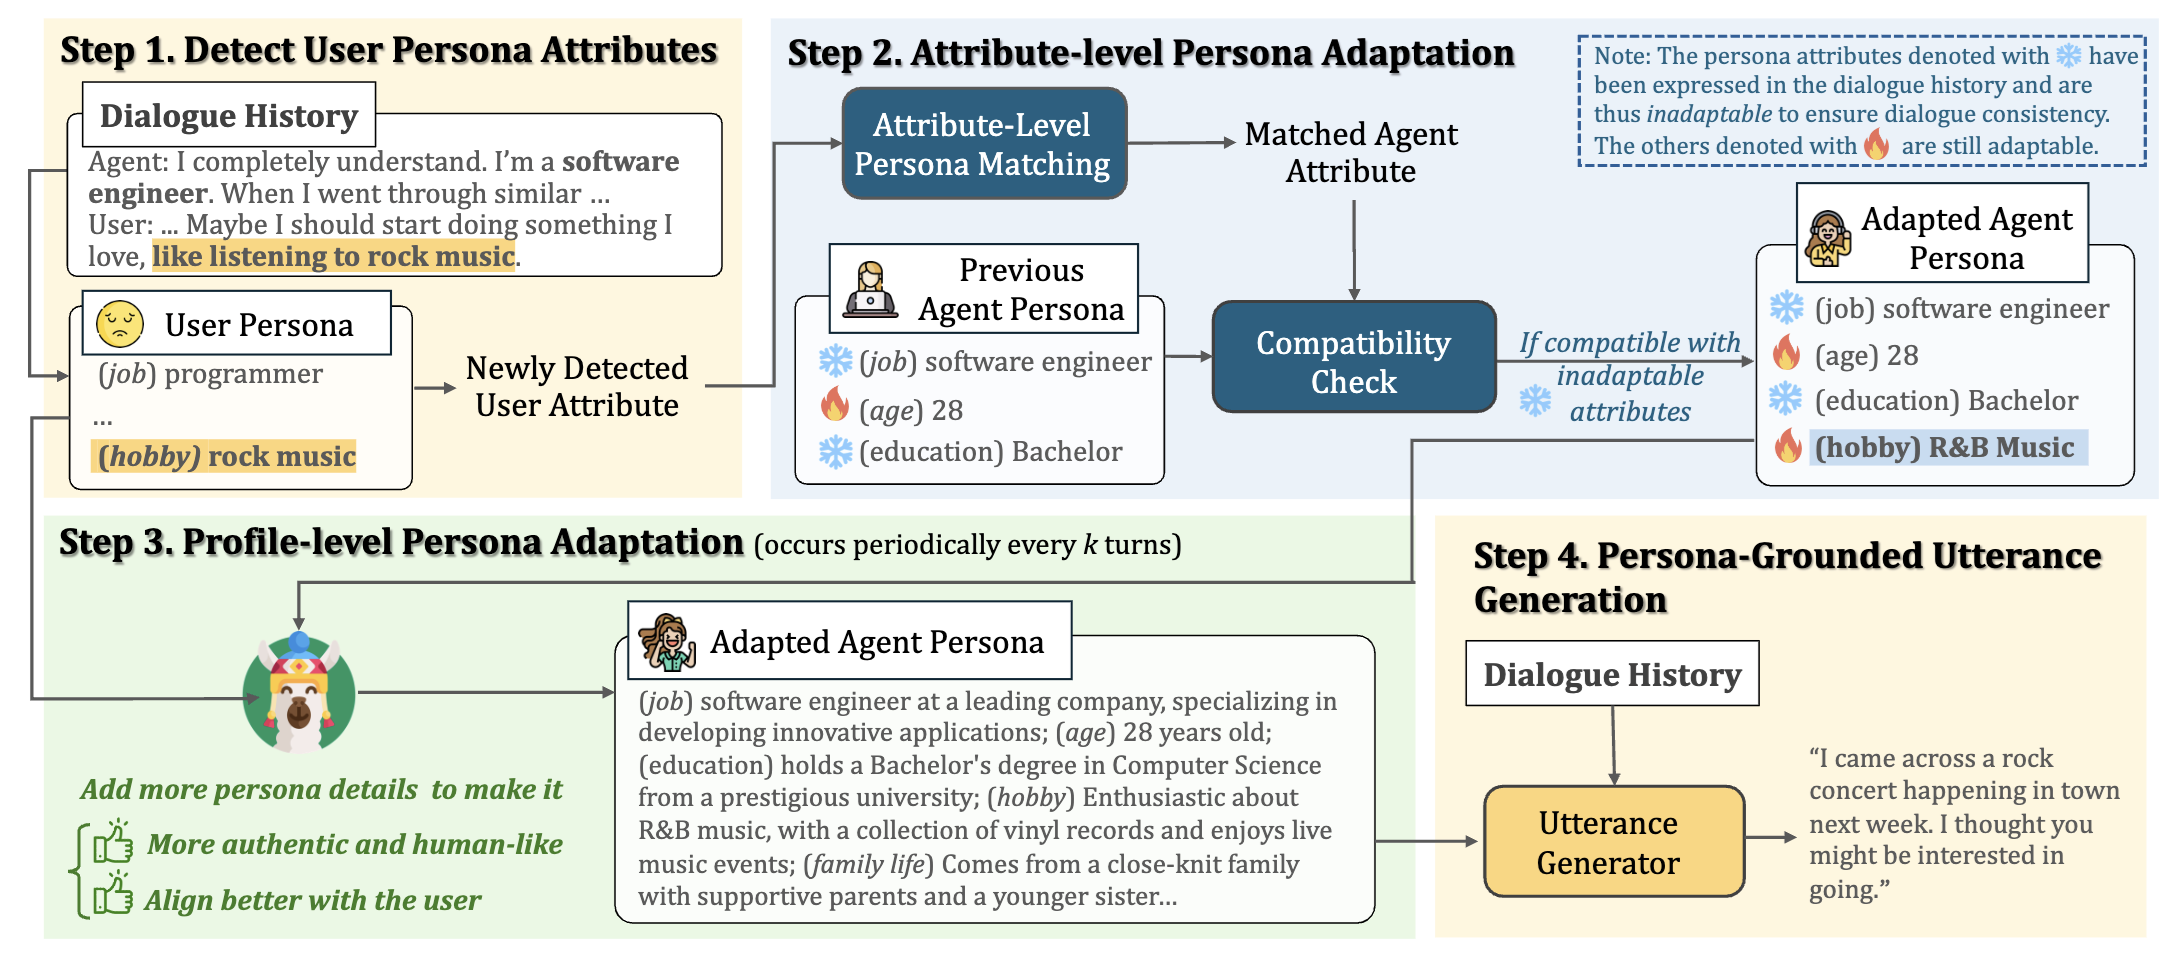 Step 1. Detect User Persona Attributes
Dialogue History
Agent: I completely understand. I'm a software
engineer. When I went through similar ...
User: ... Maybe I should start doing something I
love, like listening to rock music.
User Persona
(job) programmer
...
(hobby) rock music
Newly Detected
User Attribute
Step 2. Attribute-level Persona Adaptation
Note: The persona attributes denoted with have
been expressed in the dialogue history and are
thus inadaptable to ensure dialogue consistency.
The others denoted with are still adaptable.
Attribute-Level
Persona Matching
Matched Agent
Attribute
Previous
Agent Persona
(job) software engineer
(age) 28
(education) Bachelor
Compatibility
Check
If compatible with
inadaptable
attributes
Adapted Agent
Persona
(job) software engineer
(age) 28
(education) Bachelor
(hobby) R&B Music
Step 3. Profile-level Persona Adaptation (occurs periodically every k turns)
Add more persona details to make it
More authentic and human-like
Align better with the user
Adapted Agent Persona
(job) software engineer at a leading company, specializing in
developing innovative applications; (age) 28 years old;
(education) holds a Bachelor's degree in Computer Science
from a prestigious university; (hobby) Enthusiastic about
R&B music, with a collection of vinyl records and enjoys live
music events; (family life) Comes from a close-knit family
with supportive parents and a younger sister...
Step 4. Persona-Grounded Utterance
Generation
Dialogue History
Utterance
Generator
"I came across a rock
concert happening in town
next week. I thought you
might be interested in
going."